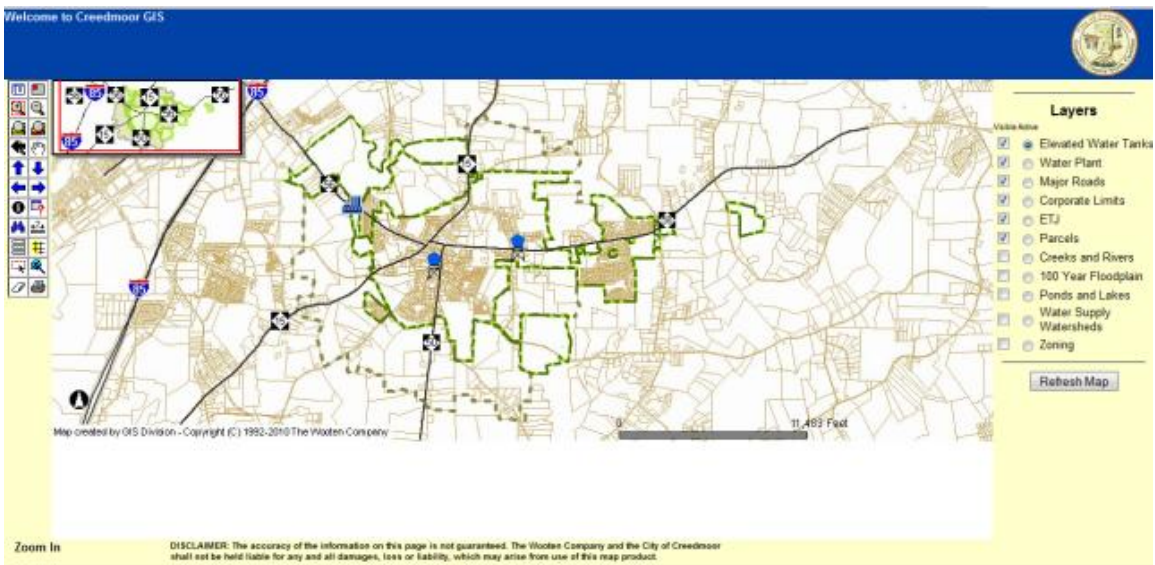 Welcome to Creedmoor GIS
85
15
50
85
85
15
85
15
50
Map created by GIS Division - Copyright (C) 1992-2010 The Wooten Company
0 11,483 Feet
Layers
Visible Active
Elevated Water Tanks
Water Plant
Major Roads
Corporate Limits
ETJ
Parcels
Creeks and Rivers
100 Year Floodplain
Ponds and Lakes
Water Supply
Watersheds
Zoning
Refresh Map
Zoom In
DISCLAIMER: The accuracy of the information on this page is not guaranteed. The Wooten Company and the City of Creedmoor
shall not be held liable for any and all damages, loss or liability, which may arise from use of this map product.